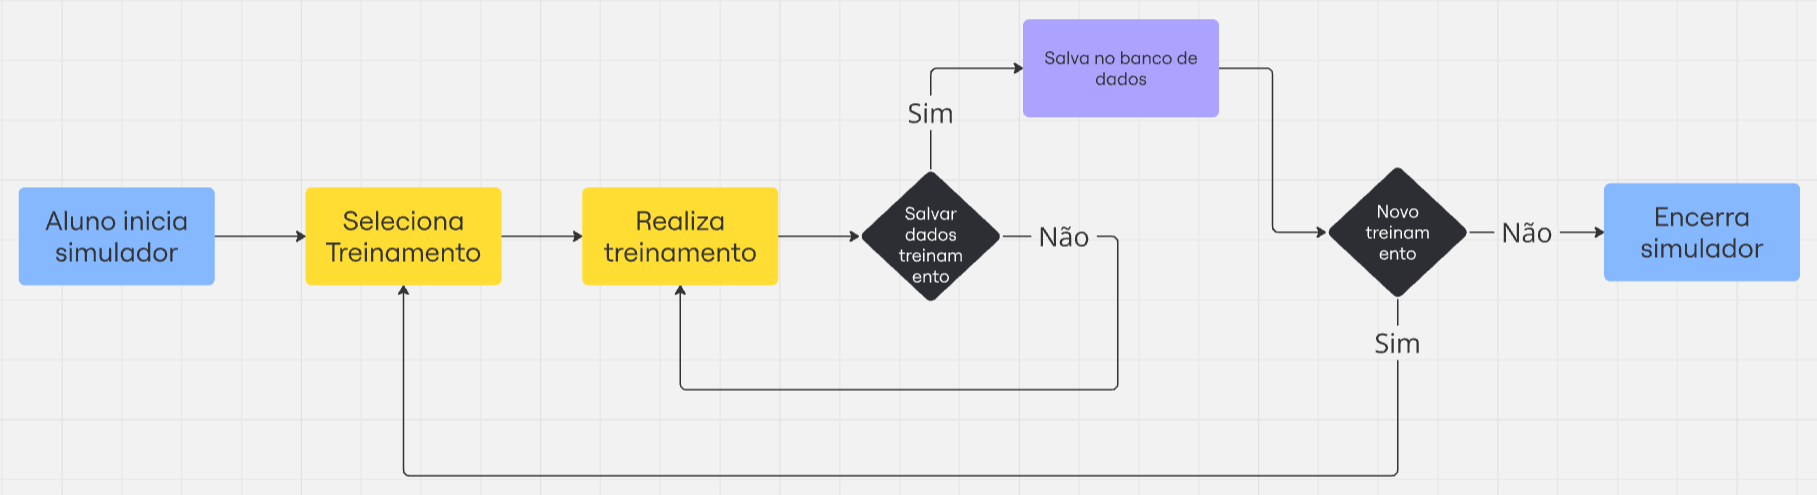 Aluno inicia
simulador
Seleciona
Treinamento
Realiza
treinamento
Salvar
dados
treinam
ento
Sim
Não
Salva no banco de
dados
Novo
treinam
ento
Sim
Não
Encerra
simulador